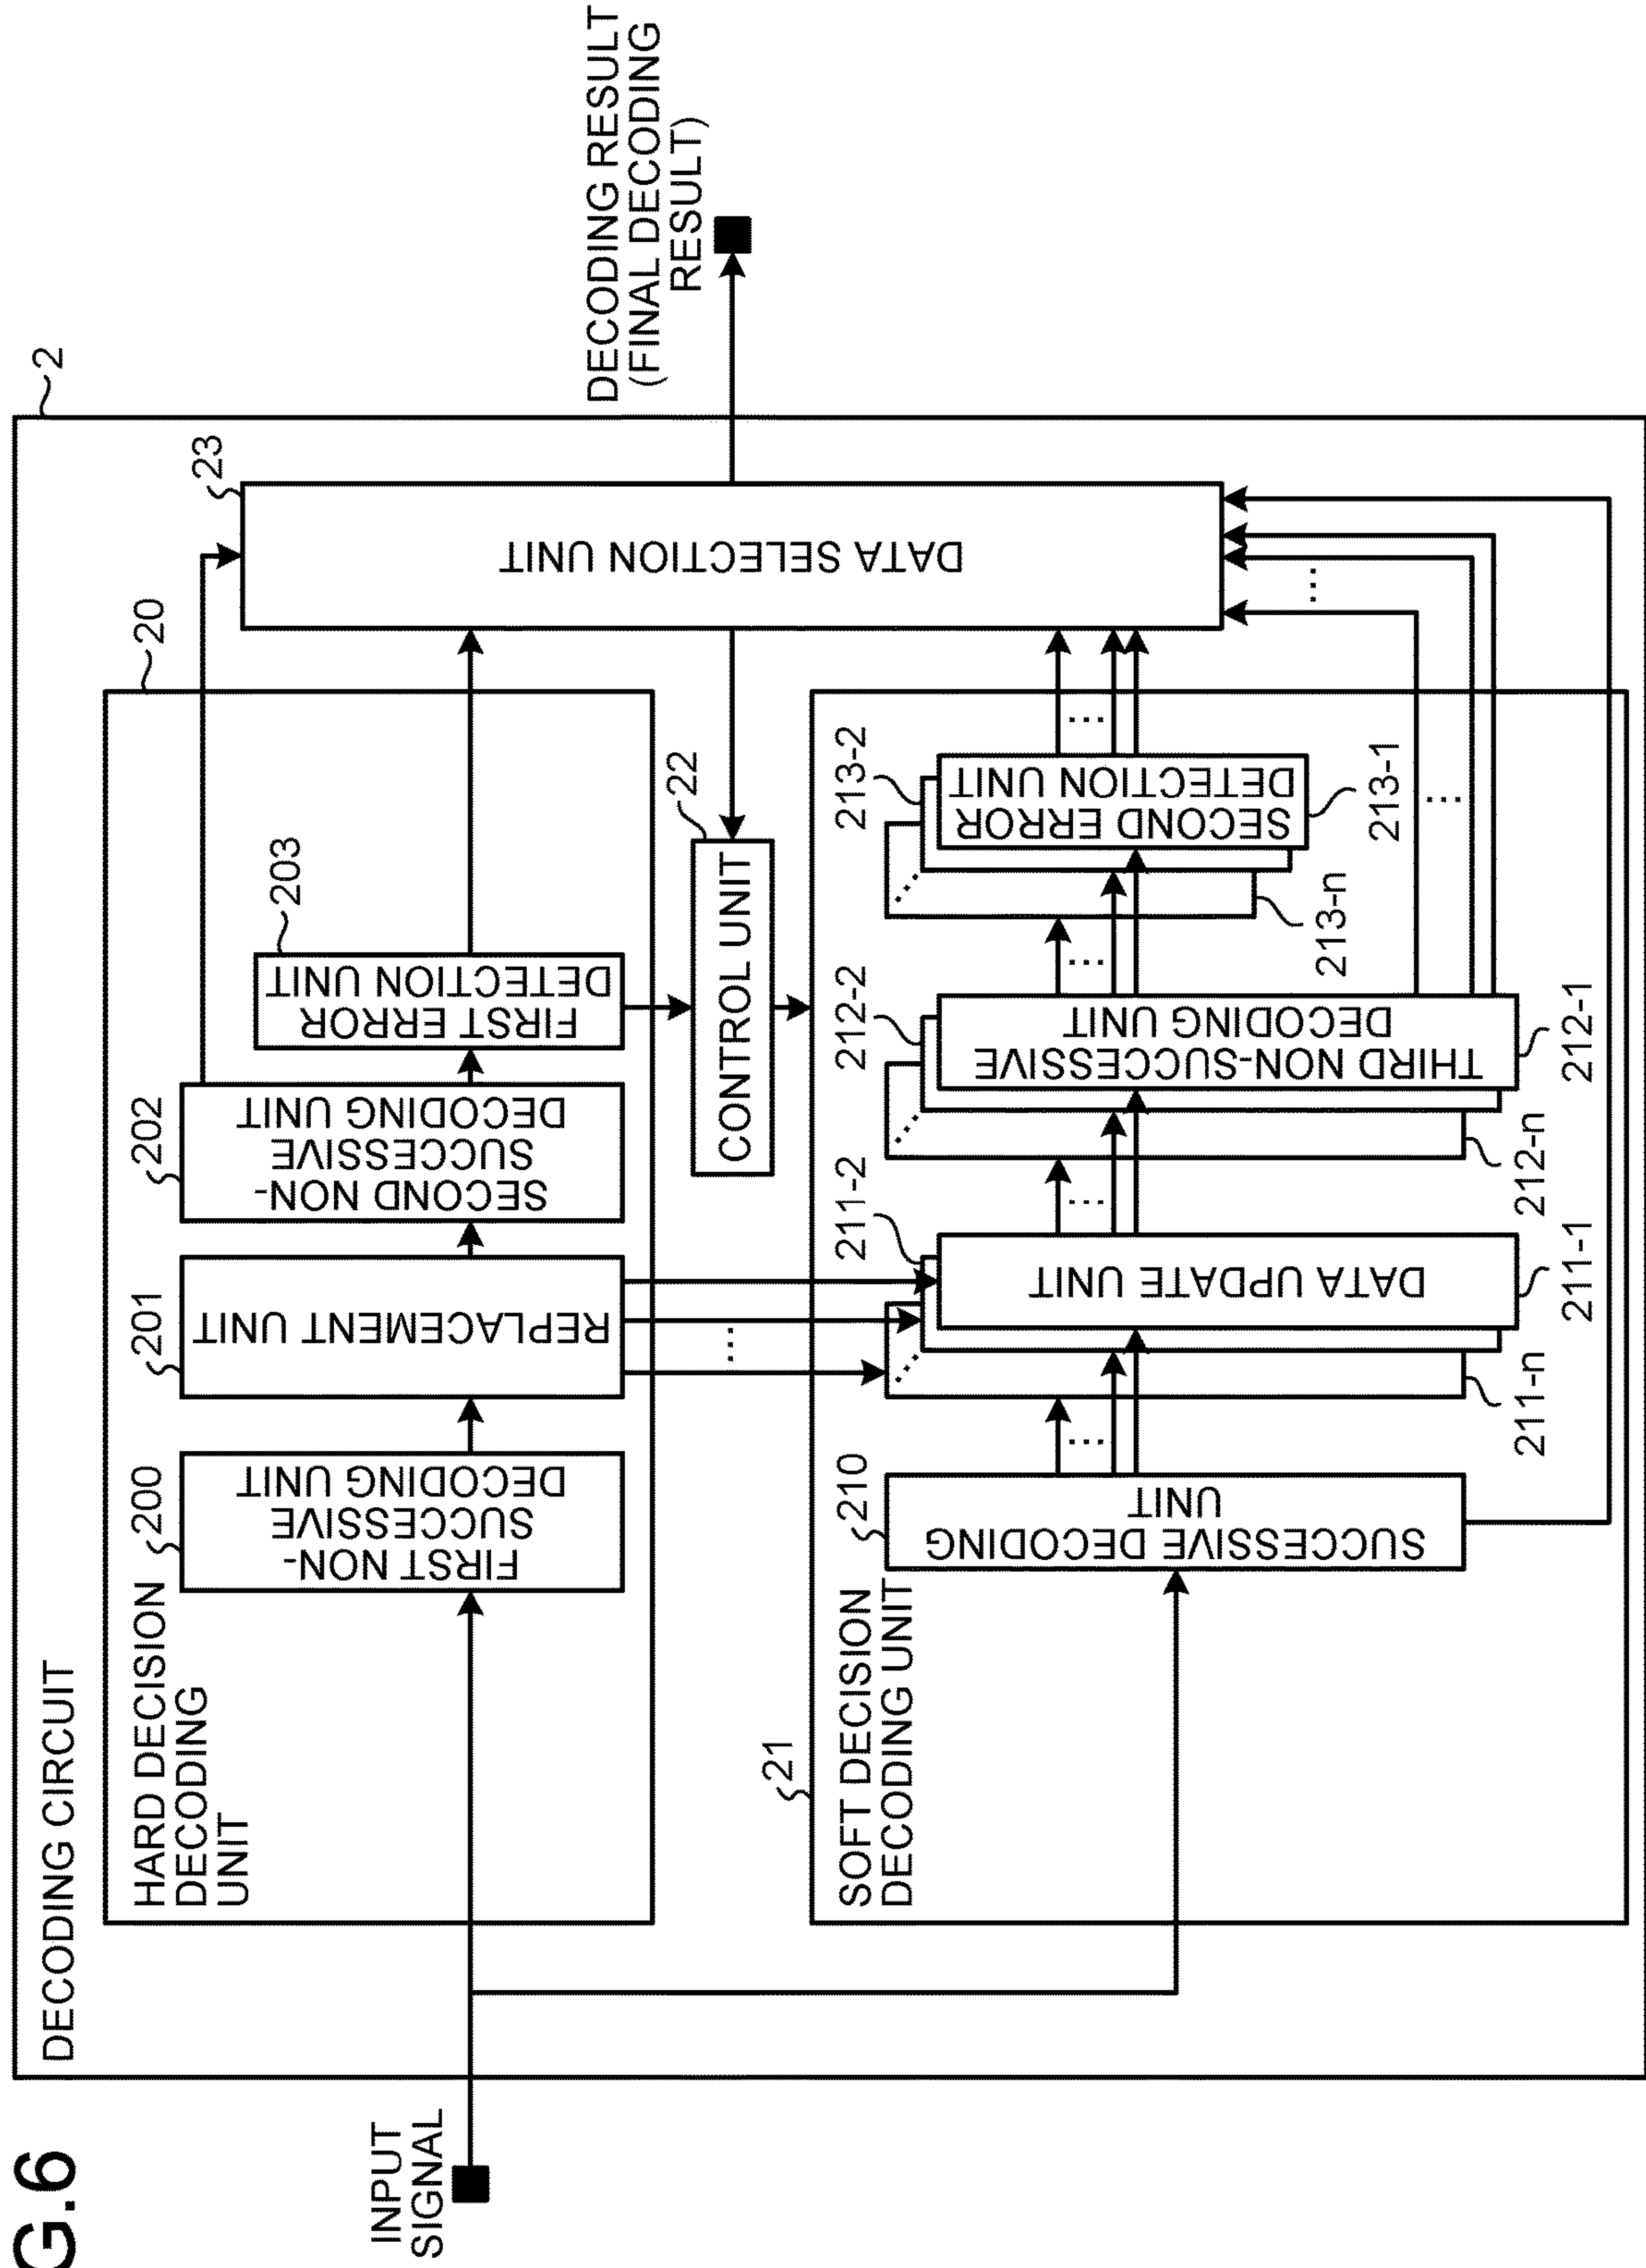 G.6
INPUT
SIGNAL
DECODING CIRCUIT
2
HARD DECISION
DECODING
UNIT
20
200
FIRST NON-
SUCCESSIVE
DECODING UNIT
201
REPLACEMENT UNIT
202
SECOND NON-
SUCCESSIVE
DECODING UNIT
203
FIRST ERROR
DETECTION UNIT
22
CONTROL UNIT
23
DATA SELECTION UNIT
DECODING RESULT
(FINAL DECODING
RESULT)
21
SOFT DECISION
DECODING UNIT
210
SUCCESSIVE DECODING
UNIT
211-2
DATA UPDATE UNIT
211-n
211-1
212-2
THIRD NON-SUCCESSIVE
DECODING UNIT
212-n
212-1
213-2
SECOND ERROR
DETECTION UNIT
213-n
213-1